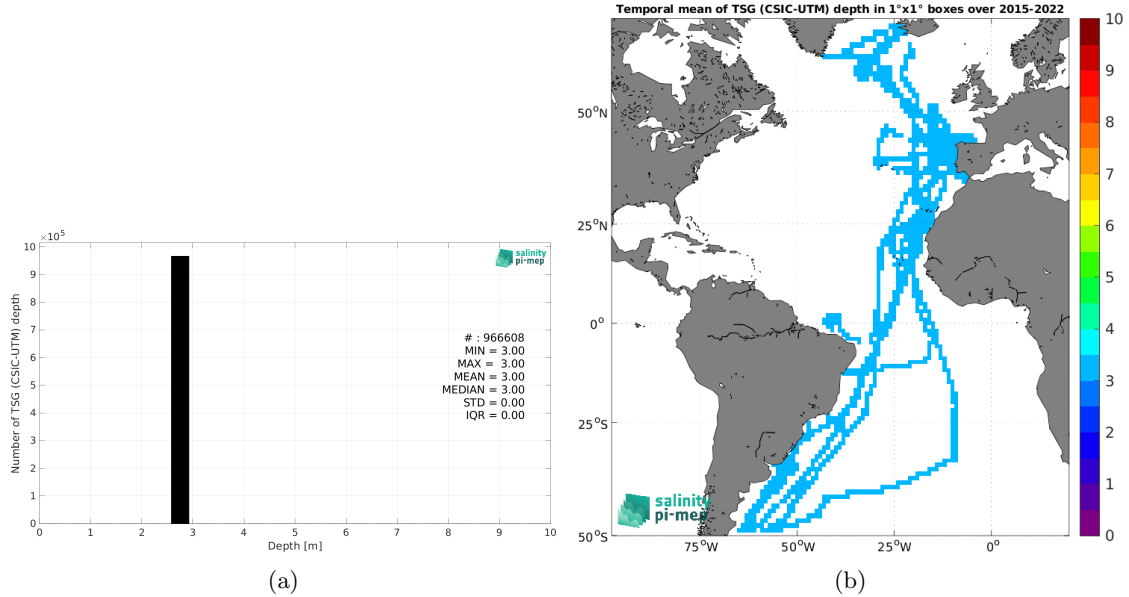 ×10⁵
10
9
8
7
6
5
4
3
2
1
0
Number of TSG (CSIC-UTM) depth
salinity
pi-mep
# : 966608
MIN = 3.00
MAX = 3.00
MEAN = 3.00
MEDIAN = 3.00
STD = 0.00
IQR = 0.00
0 1 2 3 4 5 6 7 8 9 10
Depth [m]
(a)
Temporal mean of TSG (CSIC-UTM) depth in 1°x1° boxes over 2015-2022
50°N
25°N
0°
25°S
50°S
salinity
pi-mep
75°W 50°W 25°W 0°
10
9
8
7
6
5
4
3
2
1
0
(b)